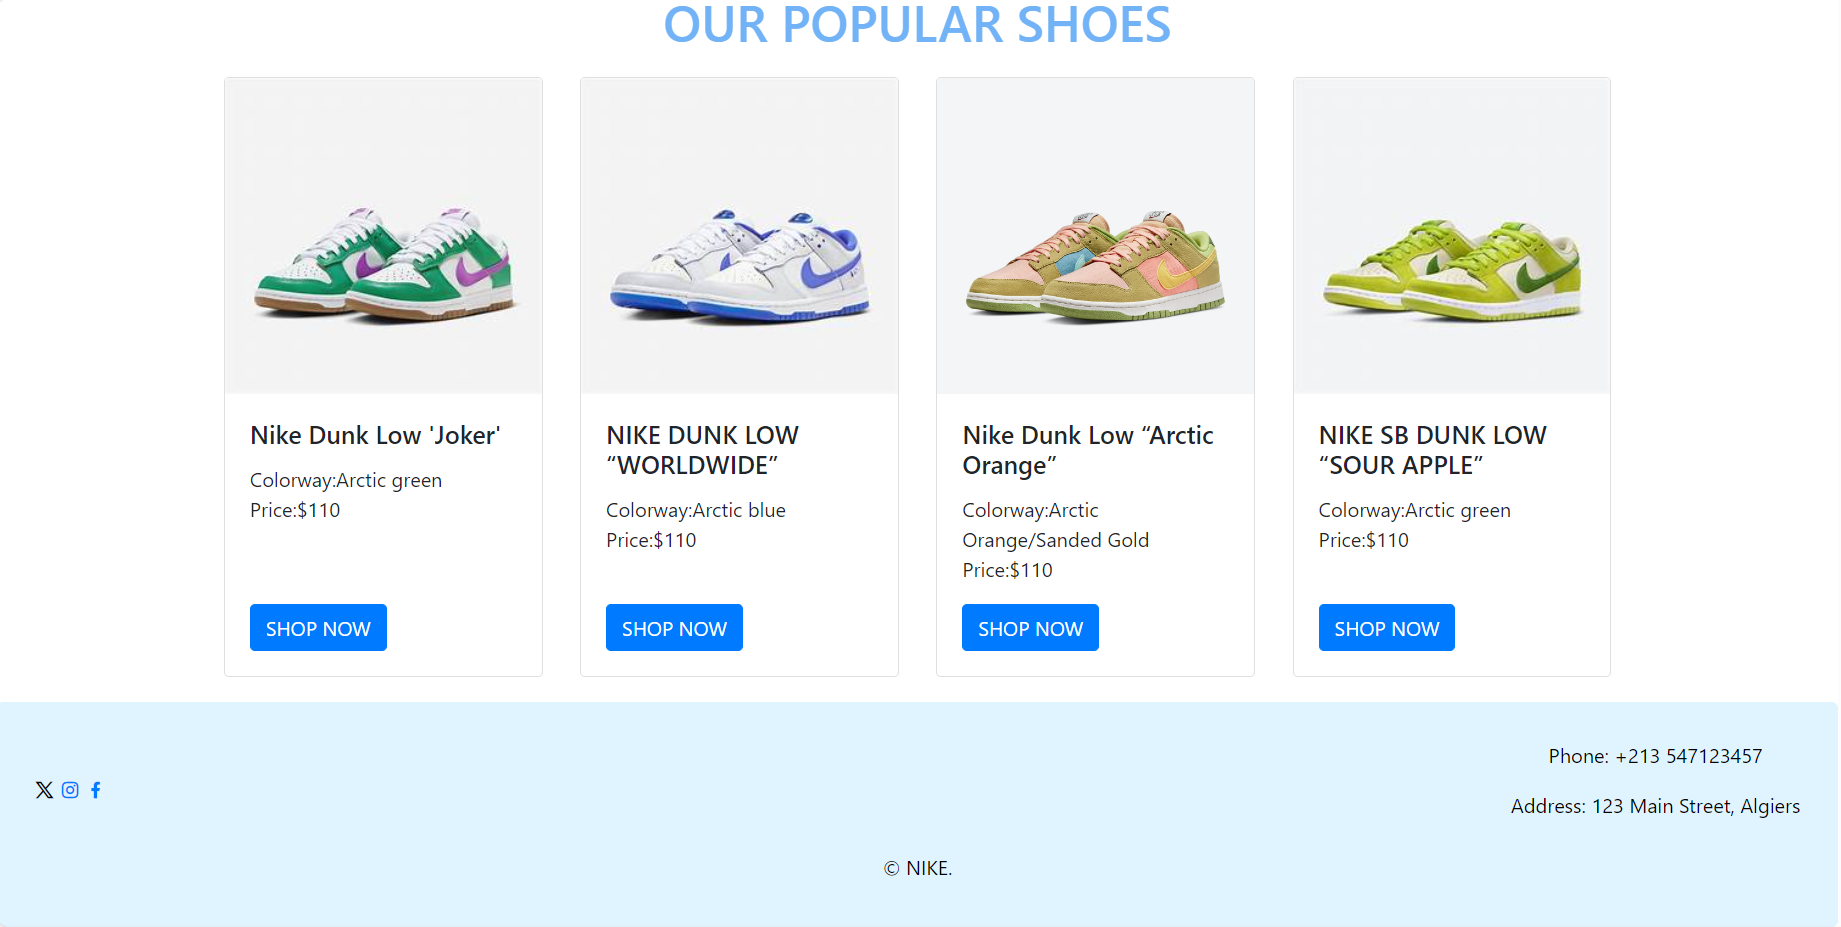 OUR POPULAR SHOES
Nike Dunk Low 'Joker'
Colorway:Arctic green
Price:$110
SHOP NOW
NIKE DUNK LOW
“WORLDWIDE”
Colorway:Arctic blue
Price:$110
SHOP NOW
Nike Dunk Low “Arctic
Orange”
Colorway:Arctic
Orange/Sanded Gold
Price:$110
SHOP NOW
NIKE SB DUNK LOW
“SOUR APPLE”
Colorway:Arctic green
Price:$110
SHOP NOW
Phone: +213 547123457
Address: 123 Main Street, Algiers
© NIKE.